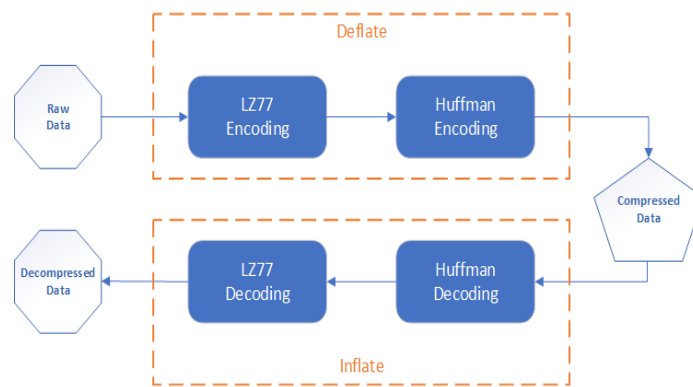 Deflate
Raw
Data
LZ77
Encoding
Huffman
Encoding
Compressed
Data
Decompressed
Data
LZ77
Decoding
Huffman
Decoding
Inflate